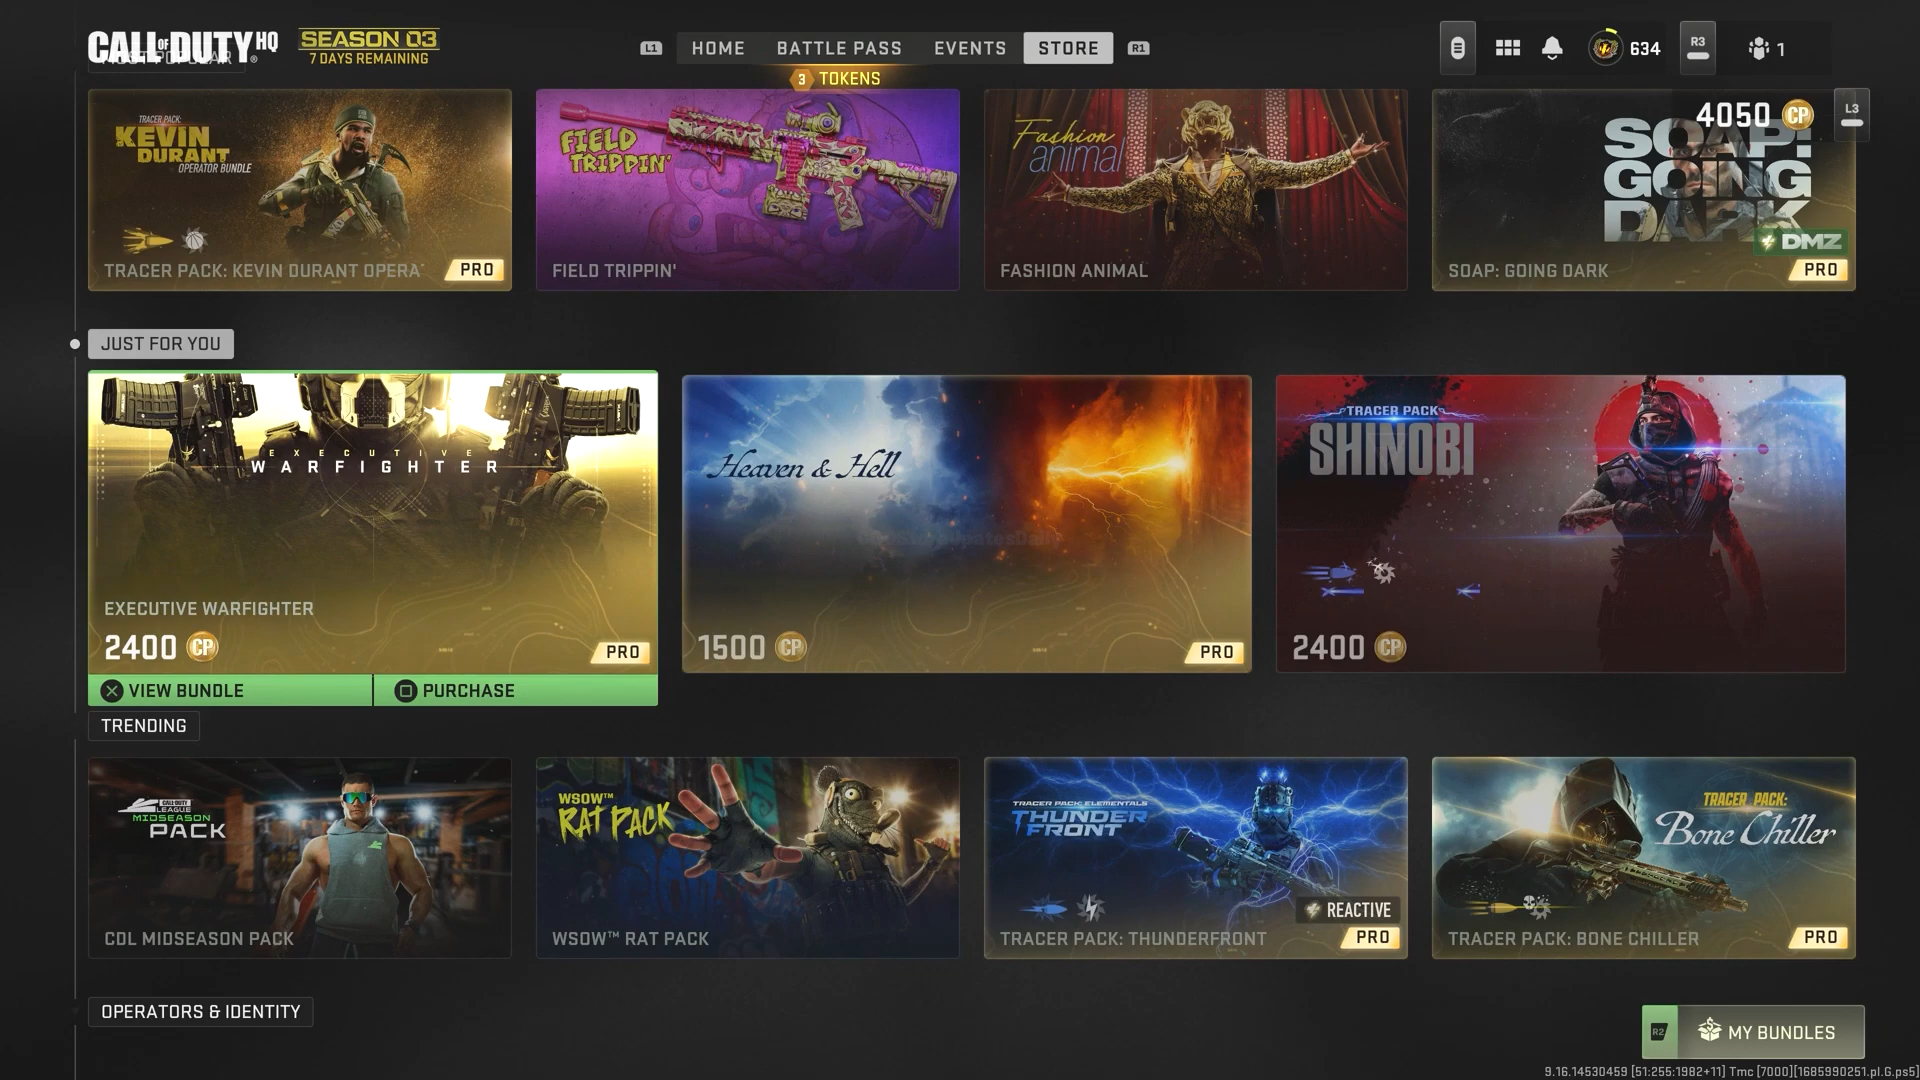 CALL OF DUTY HQ
SEASON 03
7 DAYS REMAINING
L1
HOME
BATTLE PASS
EVENTS
STORE
R1
3 TOKENS
634
R3
1
4050 CP
L3
TRACER PACK:
KEVIN
DURANT
OPERATOR BUNDLE
TRACER PACK: KEVIN DURANT OPERA
PRO
FIELD
TRIPPIN'
FIELD TRIPPIN'
Fashion
animal
FASHION ANIMAL
SOAP:
GOING
DARK
DMZ
SOAP: GOING DARK
PRO
JUST FOR YOU
EXECUTIVE
WARFIGHTER
EXECUTIVE WARFIGHTER
2400 CP
PRO
VIEW BUNDLE
PURCHASE
Heaven & Hell
1500 CP
PRO
TRACER PACK
SHINOBI
2400 CP
TRENDING
CALL OF DUTY
LEAGUE
MIDSEASON
PACK
CDL MIDSEASON PACK
WSOW™
RAT PACK
WSOW™ RAT PACK
TRACER PACK: ELEMENTALS
THUNDER
FRONT
REACTIVE
TRACER PACK: THUNDERFRONT
PRO
TRACER PACK:
Bone Chiller
TRACER PACK: BONE CHILLER
PRO
OPERATORS & IDENTITY
R2
MY BUNDLES
9.16.14530459 [51:255:1982+11] Tmc [7000][1685990251.pl.G.ps5]